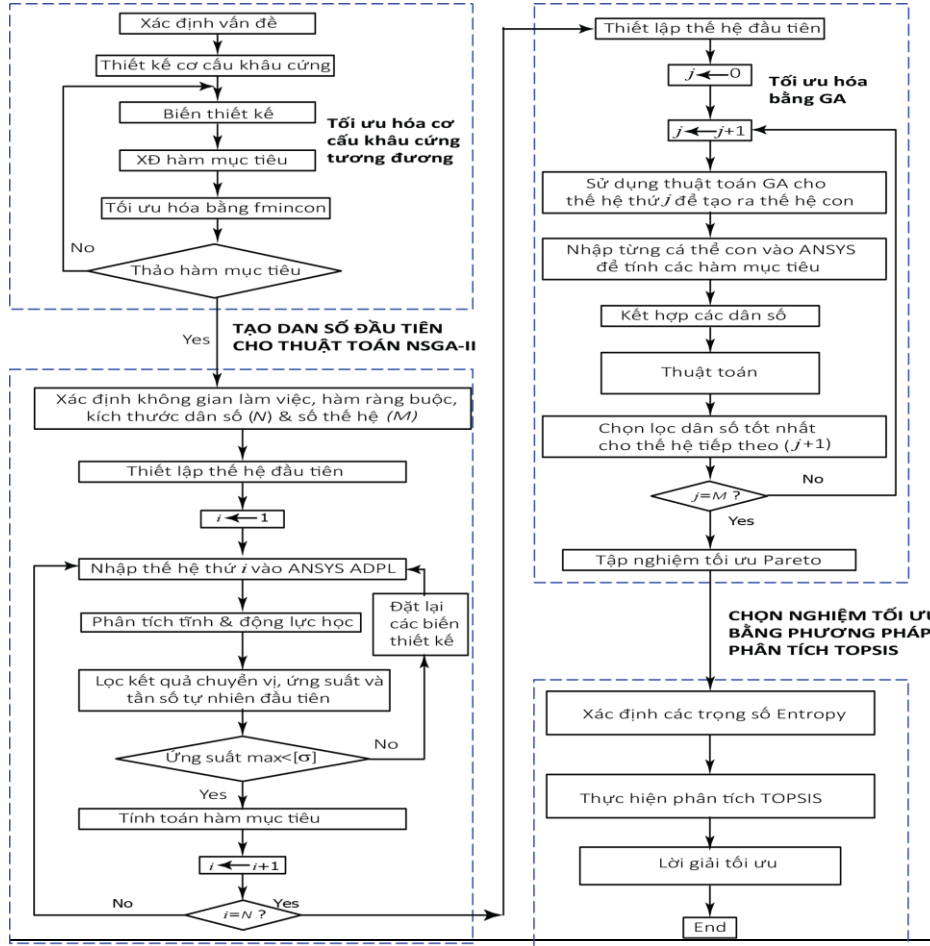 Xác định vấn đề
Thiết kế cơ cấu khâu cứng
Biến thiết kế
XĐ hàm mục tiêu
Tối ưu hóa bằng fmincon
No
Thảo hàm mục tiêu
Tối ưu hóa cơ
cấu khâu cứng
tương đương
Yes
TẠO DAN SỐ ĐẦU TIÊN
CHO THUẬT TOÁN NSGA-II
Xác định không gian làm việc, hàm ràng buộc,
kích thước dân số (N) & số thế hệ (M)
Thiết lập thế hệ đầu tiên
i ← 1
Nhập thế hệ thứ i vào ANSYS ADPL
Phân tích tĩnh & động lực học
Đặt lại
các biến
thiết kế
Lọc kết quả chuyển vị, ứng suất và
tần số tự nhiên đầu tiên
Ứng suất max<[σ]
No
Yes
Tính toán hàm mục tiêu
i ← i+1
No
i=N ?
Yes
Thiết lập thế hệ đầu tiên
j ← 0
Tối ưu hóa
bằng GA
j ← j+1
Sử dụng thuật toán GA cho
thế hệ thứ j để tạo ra thế hệ con
Nhập từng cá thể con vào ANSYS
để tính các hàm mục tiêu
Kết hợp các dân số
Thuật toán
Chọn lọc dân số tốt nhất
cho thế hệ tiếp theo (j+1)
j=M ?
No
Yes
Tập nghiệm tối ưu Pareto
CHỌN NGHIỆM TỐI ƯU
BẰNG PHƯƠNG PHÁP
PHÂN TÍCH TOPSIS
Xác định các trọng số Entropy
Thực hiện phân tích TOPSIS
Lời giải tối ưu
End